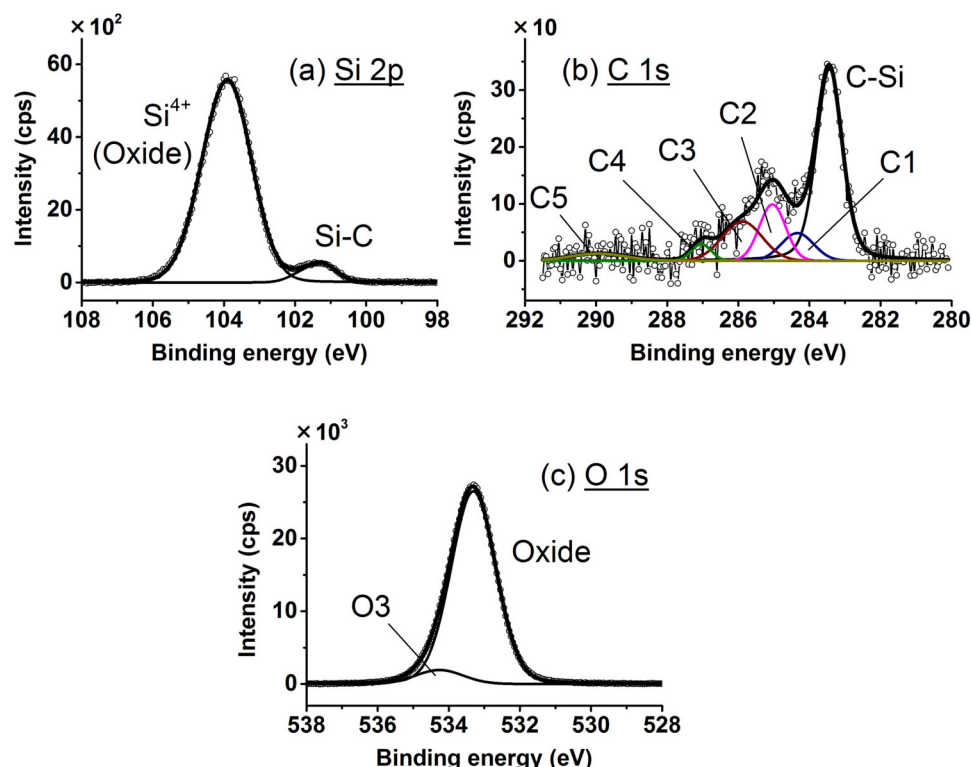 × 10²
(a) Si 2p
Si⁴⁺
(Oxide)
Si-C
Intensity (cps)
60
40
20
0
108 106 104 102 100 98
Binding energy (eV)
× 10
(b) C 1s
C-Si
C2
C3
C4
C5
C1
Intensity (cps)
30
20
10
0
292 290 288 286 284 282 280
Binding energy (eV)
× 10³
(c) O 1s
Oxide
O3
Intensity (cps)
30
20
10
0
538 536 534 532 530 528
Binding energy (eV)